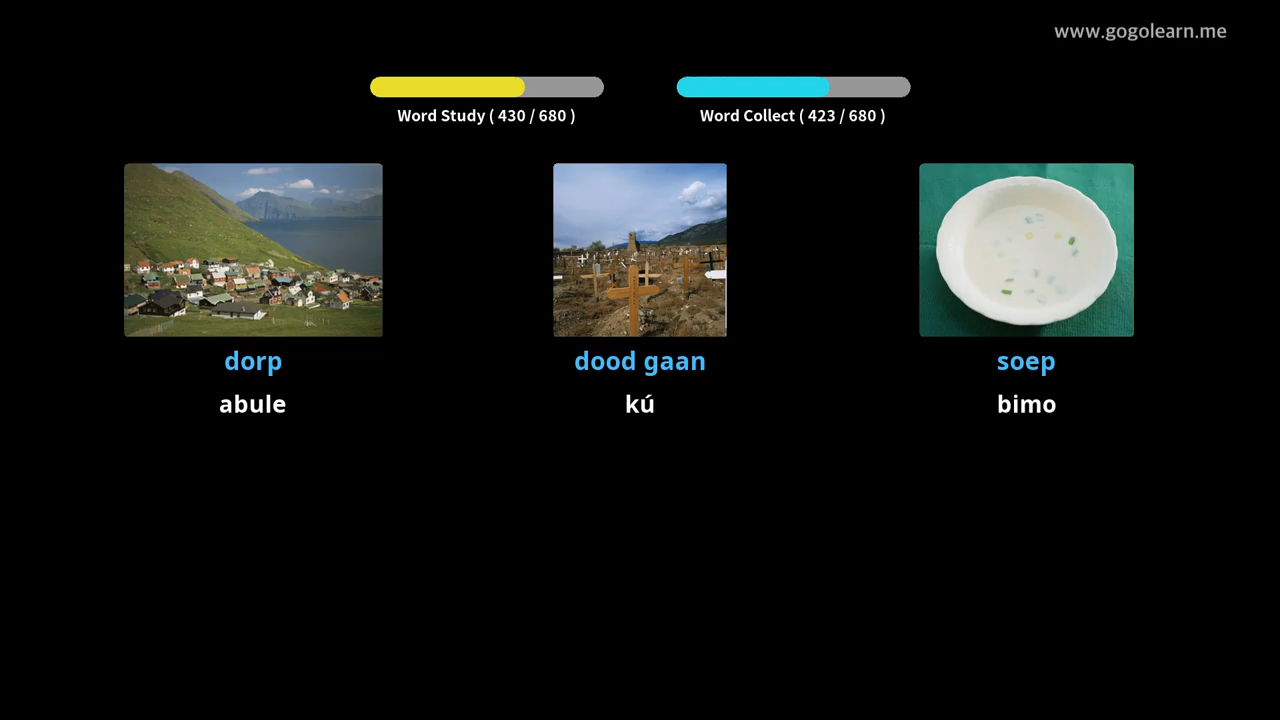 www.gogolearn.me
Word Study ( 430 / 680 )
Word Collect ( 423 / 680 )
dorp
dood gaan
soep
abule
kú
bimo